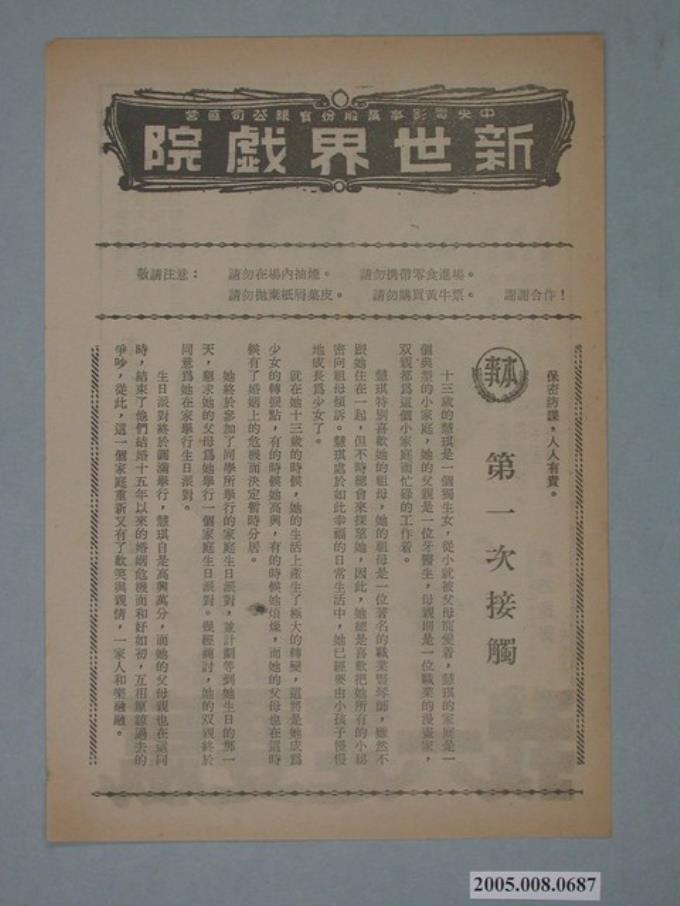 中央電影事業股份有限公司直營
新世界戲院
敬請注意： 請勿在場內抽煙。 請勿携帶零食進場。
請勿拋棄紙屑菓皮。 請勿購買黃牛票。 謝謝合作！
保密防諜，人人有責。
本事
第一次接觸
十三歲的慧琪是一個獨生女，從小就被父母寵愛着，慧琪的家庭是一
個典型的小家庭，她的父親是一位牙醫生，母親則是一位職業的漫畫家，
双親都爲這個小家庭而忙碌的工作着。
慧琪特別喜歡她的祖母，她的祖母是一位著名的職業豎琴師，雖然不
跟她住在一起，但不時總會來探望她，因此，她總是喜歡把她所有的小秘
密向祖母傾訴。慧琪處於如此幸福的日常生活中，她已經要由小孩子慢慢
地成長爲少女了。
就在她十三歲的時候，她的生活上產生了極大的轉變，這將是她成爲
少女的轉捩點，有的時候她高興，有的時候她煩燥，而她的父母也在這時
候有了婚姻上的危機而決定暫時分居。
她終於參加了同學所舉行的家庭生日派對，並計劃等到她生日的那一
天，懇求她的父母爲她舉行一個家庭生日派對。幾經商討，她的双親終於
同意爲她在家舉行生日派對。
生日派對終於圓滿舉行，慧琪自是高興萬分，而她的父母親也在這同
時，結束了他們結婚十五年以來的婚姻危機而和好如初，互相原諒過去的
爭吵，從此，這一個家庭重新又有了歡笑與親情，一家人和樂融融。
2005.008.0687